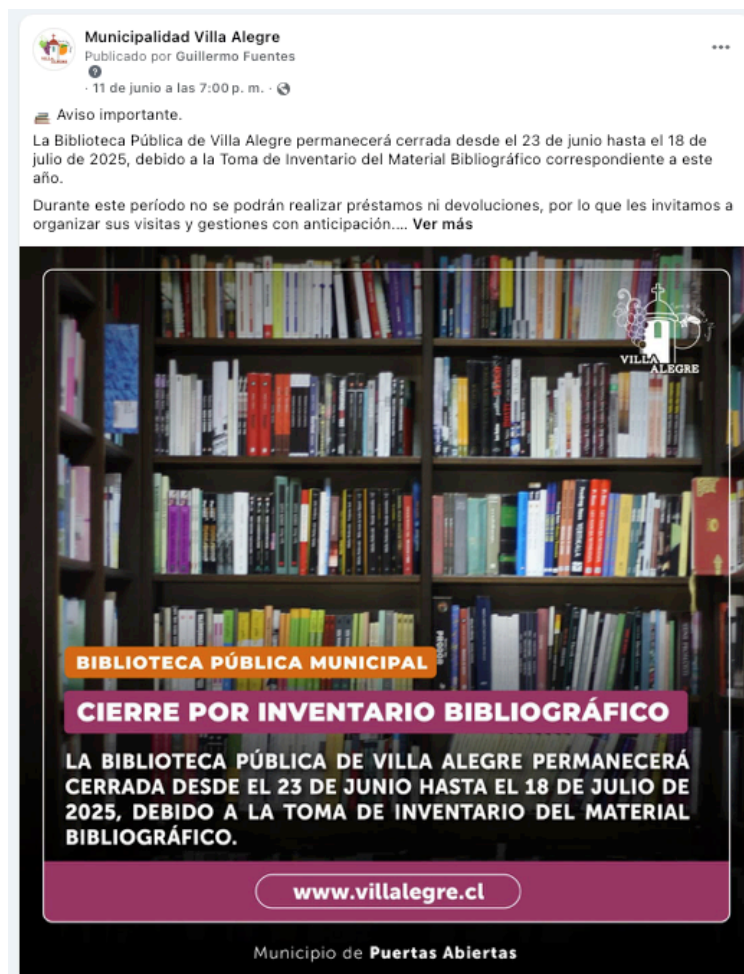 Municipalidad Villa Alegre
Publicado por Guillermo Fuentes
· 11 de junio a las 7:00 p. m. ·
Aviso importante.
La Biblioteca Pública de Villa Alegre permanecerá cerrada desde el 23 de junio hasta el 18 de
julio de 2025, debido a la Toma de Inventario del Material Bibliográfico correspondiente a este
año.
Durante este período no se podrán realizar préstamos ni devoluciones, por lo que les invitamos a
organizar sus visitas y gestiones con anticipación.... Ver más
VILLA
ALEGRE
BIBLIOTECA PÚBLICA MUNICIPAL
CIERRE POR INVENTARIO BIBLIOGRÁFICO
LA BIBLIOTECA PÚBLICA DE VILLA ALEGRE PERMANECERÁ
CERRADA DESDE EL 23 DE JUNIO HASTA EL 18 DE JULIO DE
2025, DEBIDO A LA TOMA DE INVENTARIO DEL MATERIAL
BIBLIOGRÁFICO.
www.villalegre.cl
Municipio de Puertas Abiertas